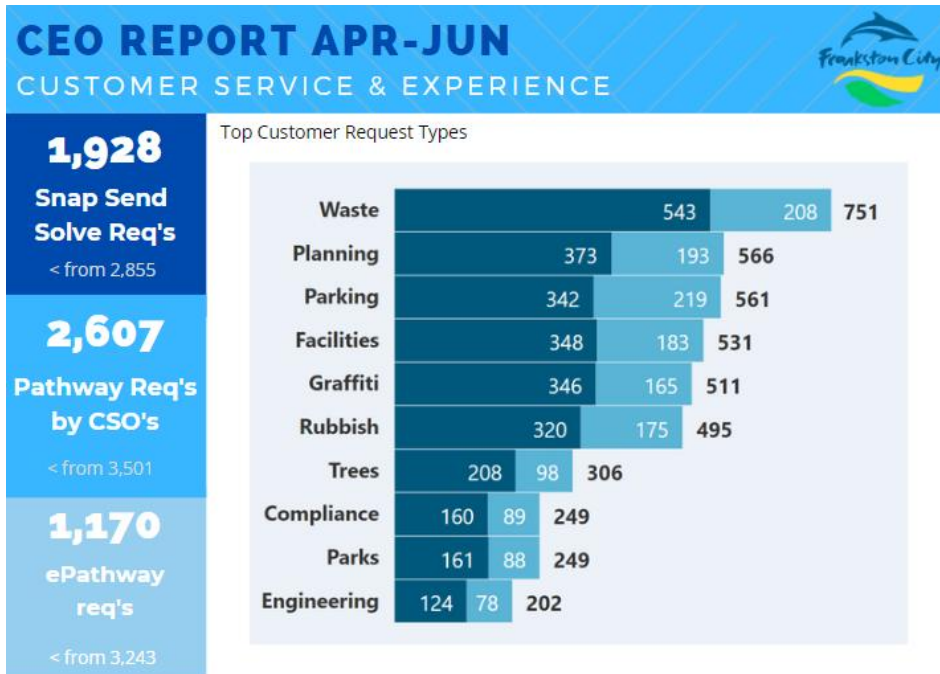 CEO REPORT APR-JUN
CUSTOMER SERVICE & EXPERIENCE
Frankston City
1,928
Snap Send
Solve Req's
< from 2,855
2,607
Pathway Req's
by CSO's
< from 3,501
1,170
ePathway
req's
< from 3,243
Top Customer Request Types
Waste 543 208 751
Planning 373 193 566
Parking 342 219 561
Facilities 348 183 531
Graffiti 346 165 511
Rubbish 320 175 495
Trees 208 98 306
Compliance 160 89 249
Parks 161 88 249
Engineering 124 78 202